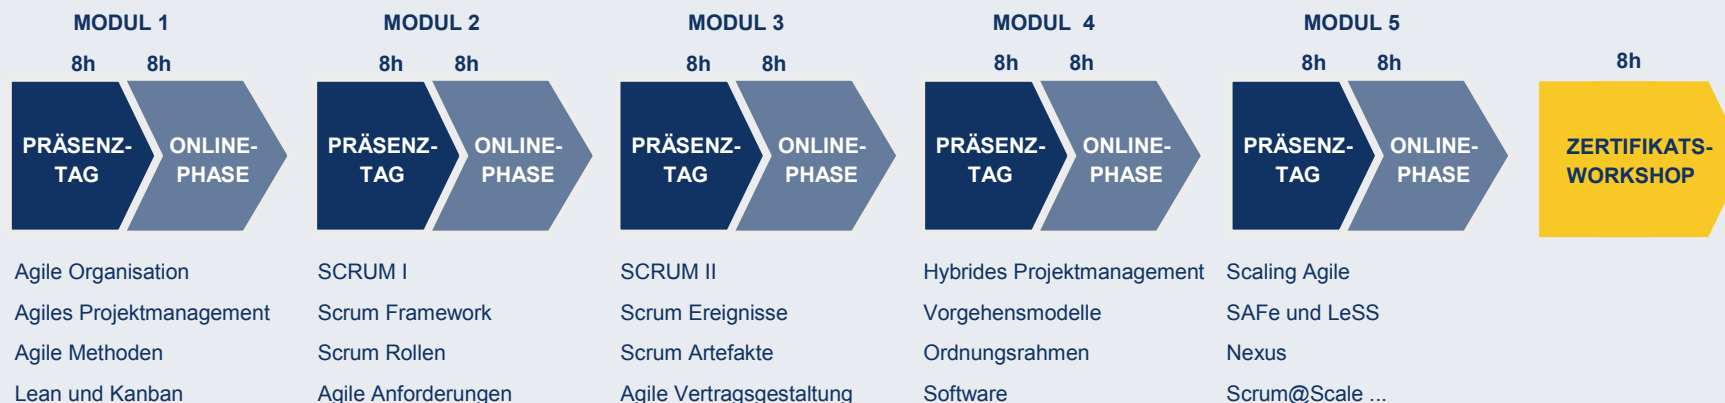 MODUL 1
8h 8h
PRÄSENZ-
TAG
ONLINE-
PHASE
Agile Organisation
Agiles Projektmanagement
Agile Methoden
Lean und Kanban
MODUL 2
8h 8h
PRÄSENZ-
TAG
ONLINE-
PHASE
SCRUM I
Scrum Framework
Scrum Rollen
Agile Anforderungen
MODUL 3
8h 8h
PRÄSENZ-
TAG
ONLINE-
PHASE
SCRUM II
Scrum Ereignisse
Scrum Artefakte
Agile Vertragsgestaltung
MODUL 4
8h 8h
PRÄSENZ-
TAG
ONLINE-
PHASE
Hybrides Projektmanagement
Vorgehensmodelle
Ordnungsrahmen
Software
MODUL 5
8h 8h
PRÄSENZ-
TAG
ONLINE-
PHASE
Scaling Agile
SAFe und LeSS
Nexus
Scrum@Scale ...
8h
ZERTIFIKATS-
WORKSHOP